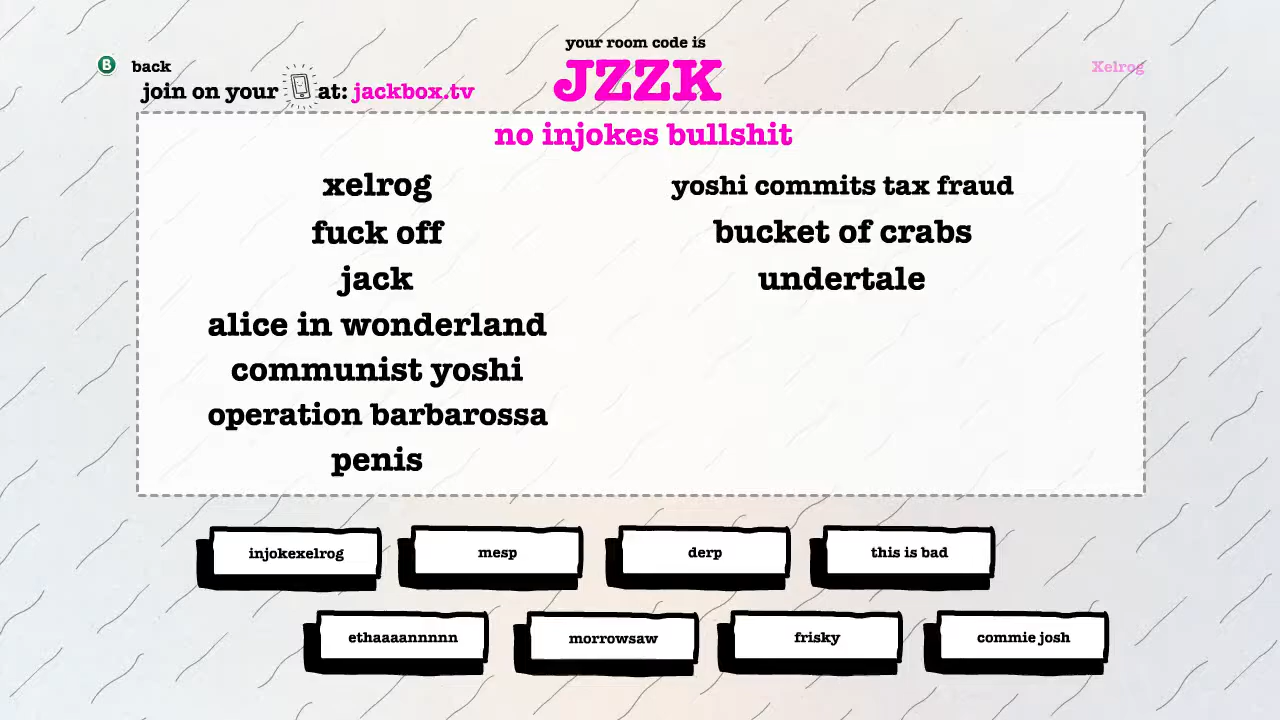 your room code is
B back
JZZK
Xelrog
join on your at: jackbox.tv
no injokes bullshit
xelrog
fuck off
jack
alice in wonderland
communist yoshi
operation barbarossa
penis
yoshi commits tax fraud
bucket of crabs
undertale
injokexelrog
mesp
derp
this is bad
ethaaaannnnn
morrowsaw
frisky
commie josh